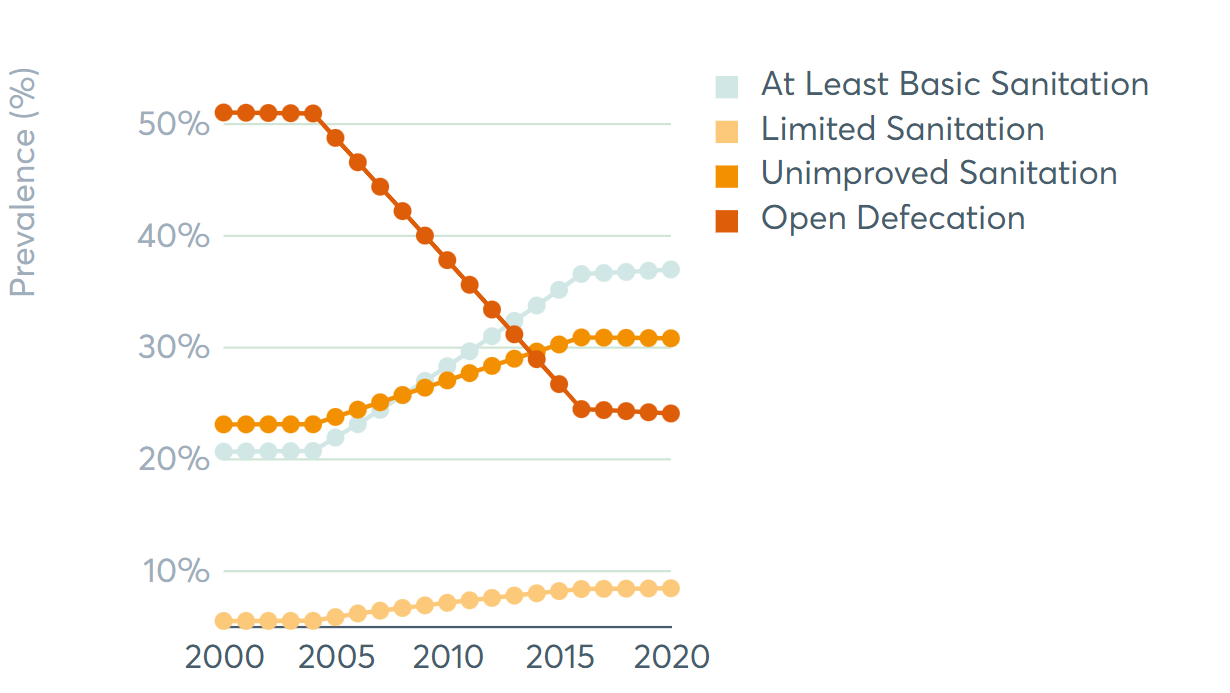 Prevalence (%)
50%
40%
30%
20%
10%
2000 2005 2010 2015 2020
At Least Basic Sanitation
Limited Sanitation
Unimproved Sanitation
Open Defecation